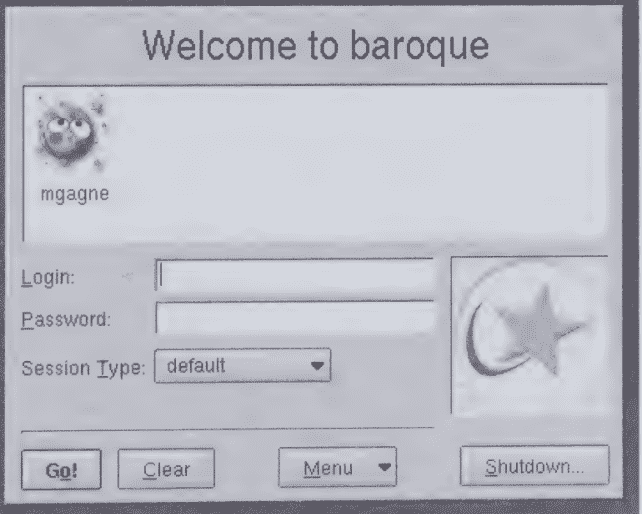 Welcome to baroque
mgagne
Login:
Password:
Session Type: default
Go! Clear Menu Shutdown...